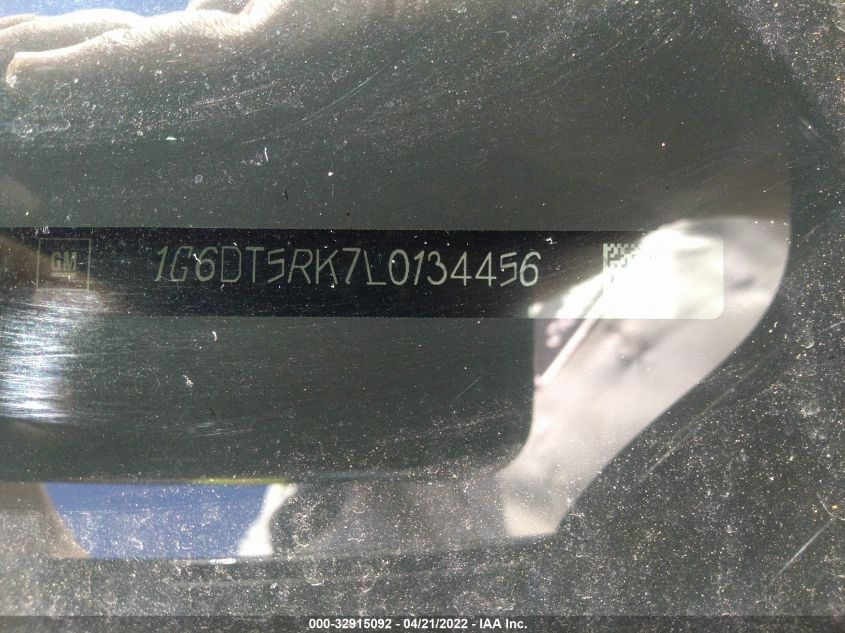 GM 1G6DT5RK7L0134456
000-32915092 - 04/21/2022 - IAA Inc.